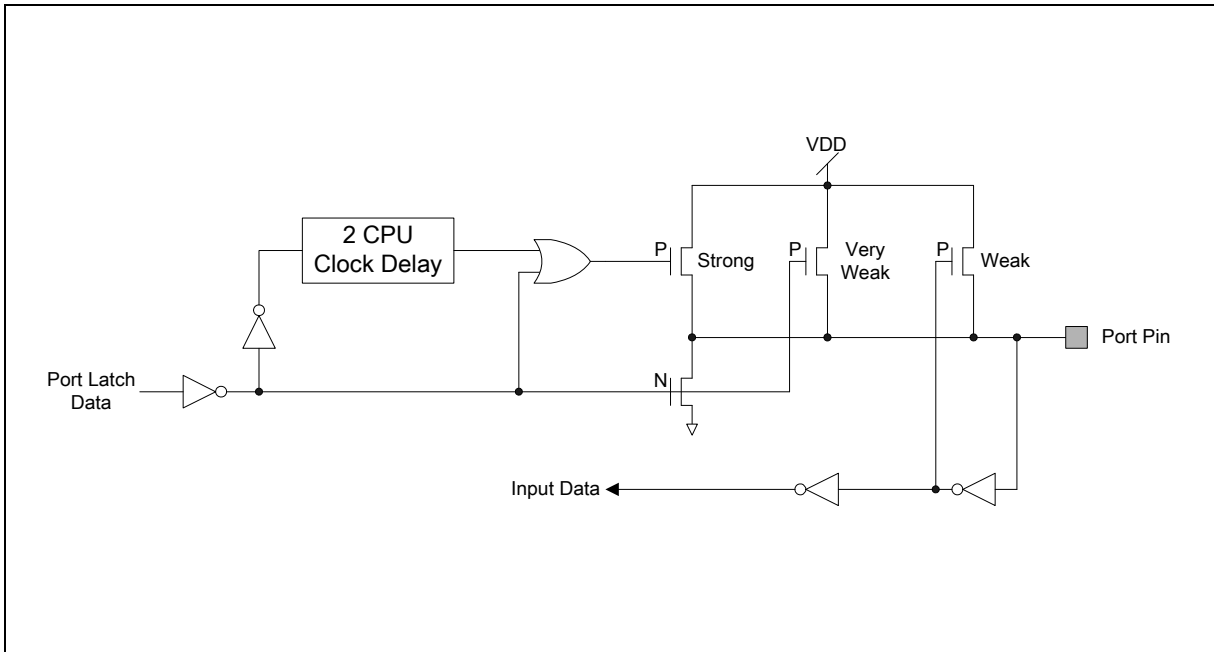 VDD
2 CPU
Clock Delay
P
Strong
P
Very
Weak
P
Weak
Port Pin
Port Latch
Data
N
Input Data